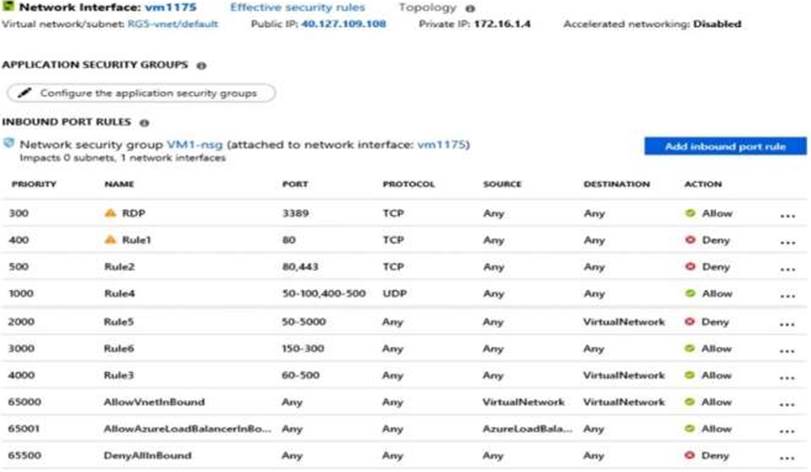 Network Interface: vm1175 Effective security rules Topology
Virtual network/subnet: RG5-vnet/default Public IP: 40.127.109.108 Private IP: 172.16.1.4 Accelerated networking: Disabled
APPLICATION SECURITY GROUPS
Configure the application security groups
INBOUND PORT RULES
Network security group VM1-nsg (attached to network interface: vm1175)
Impacts 0 subnets, 1 network interfaces
Add inbound port rule
PRIORITY NAME PORT PROTOCOL SOURCE DESTINATION ACTION
300 RDP 3389 TCP Any Any Allow ...
400 Rule1 80 TCP Any Any Deny ...
500 Rule2 80,443 TCP Any Any Deny ...
1000 Rule4 50-100,400-500 UDP Any Any Allow ...
2000 Rule5 50-5000 Any Any VirtualNetwork Deny ...
3000 Rule6 150-300 Any Any Any Allow ...
4000 Rule3 60-500 Any Any VirtualNetwork Allow ...
65000 AllowVnetInBound Any Any VirtualNetwork VirtualNetwork Allow ...
65001 AllowAzureLoadBalancerInBo... Any Any AzureLoadBala... Any Allow ...
65500 DenyAllInBound Any Any Any Any Deny ...